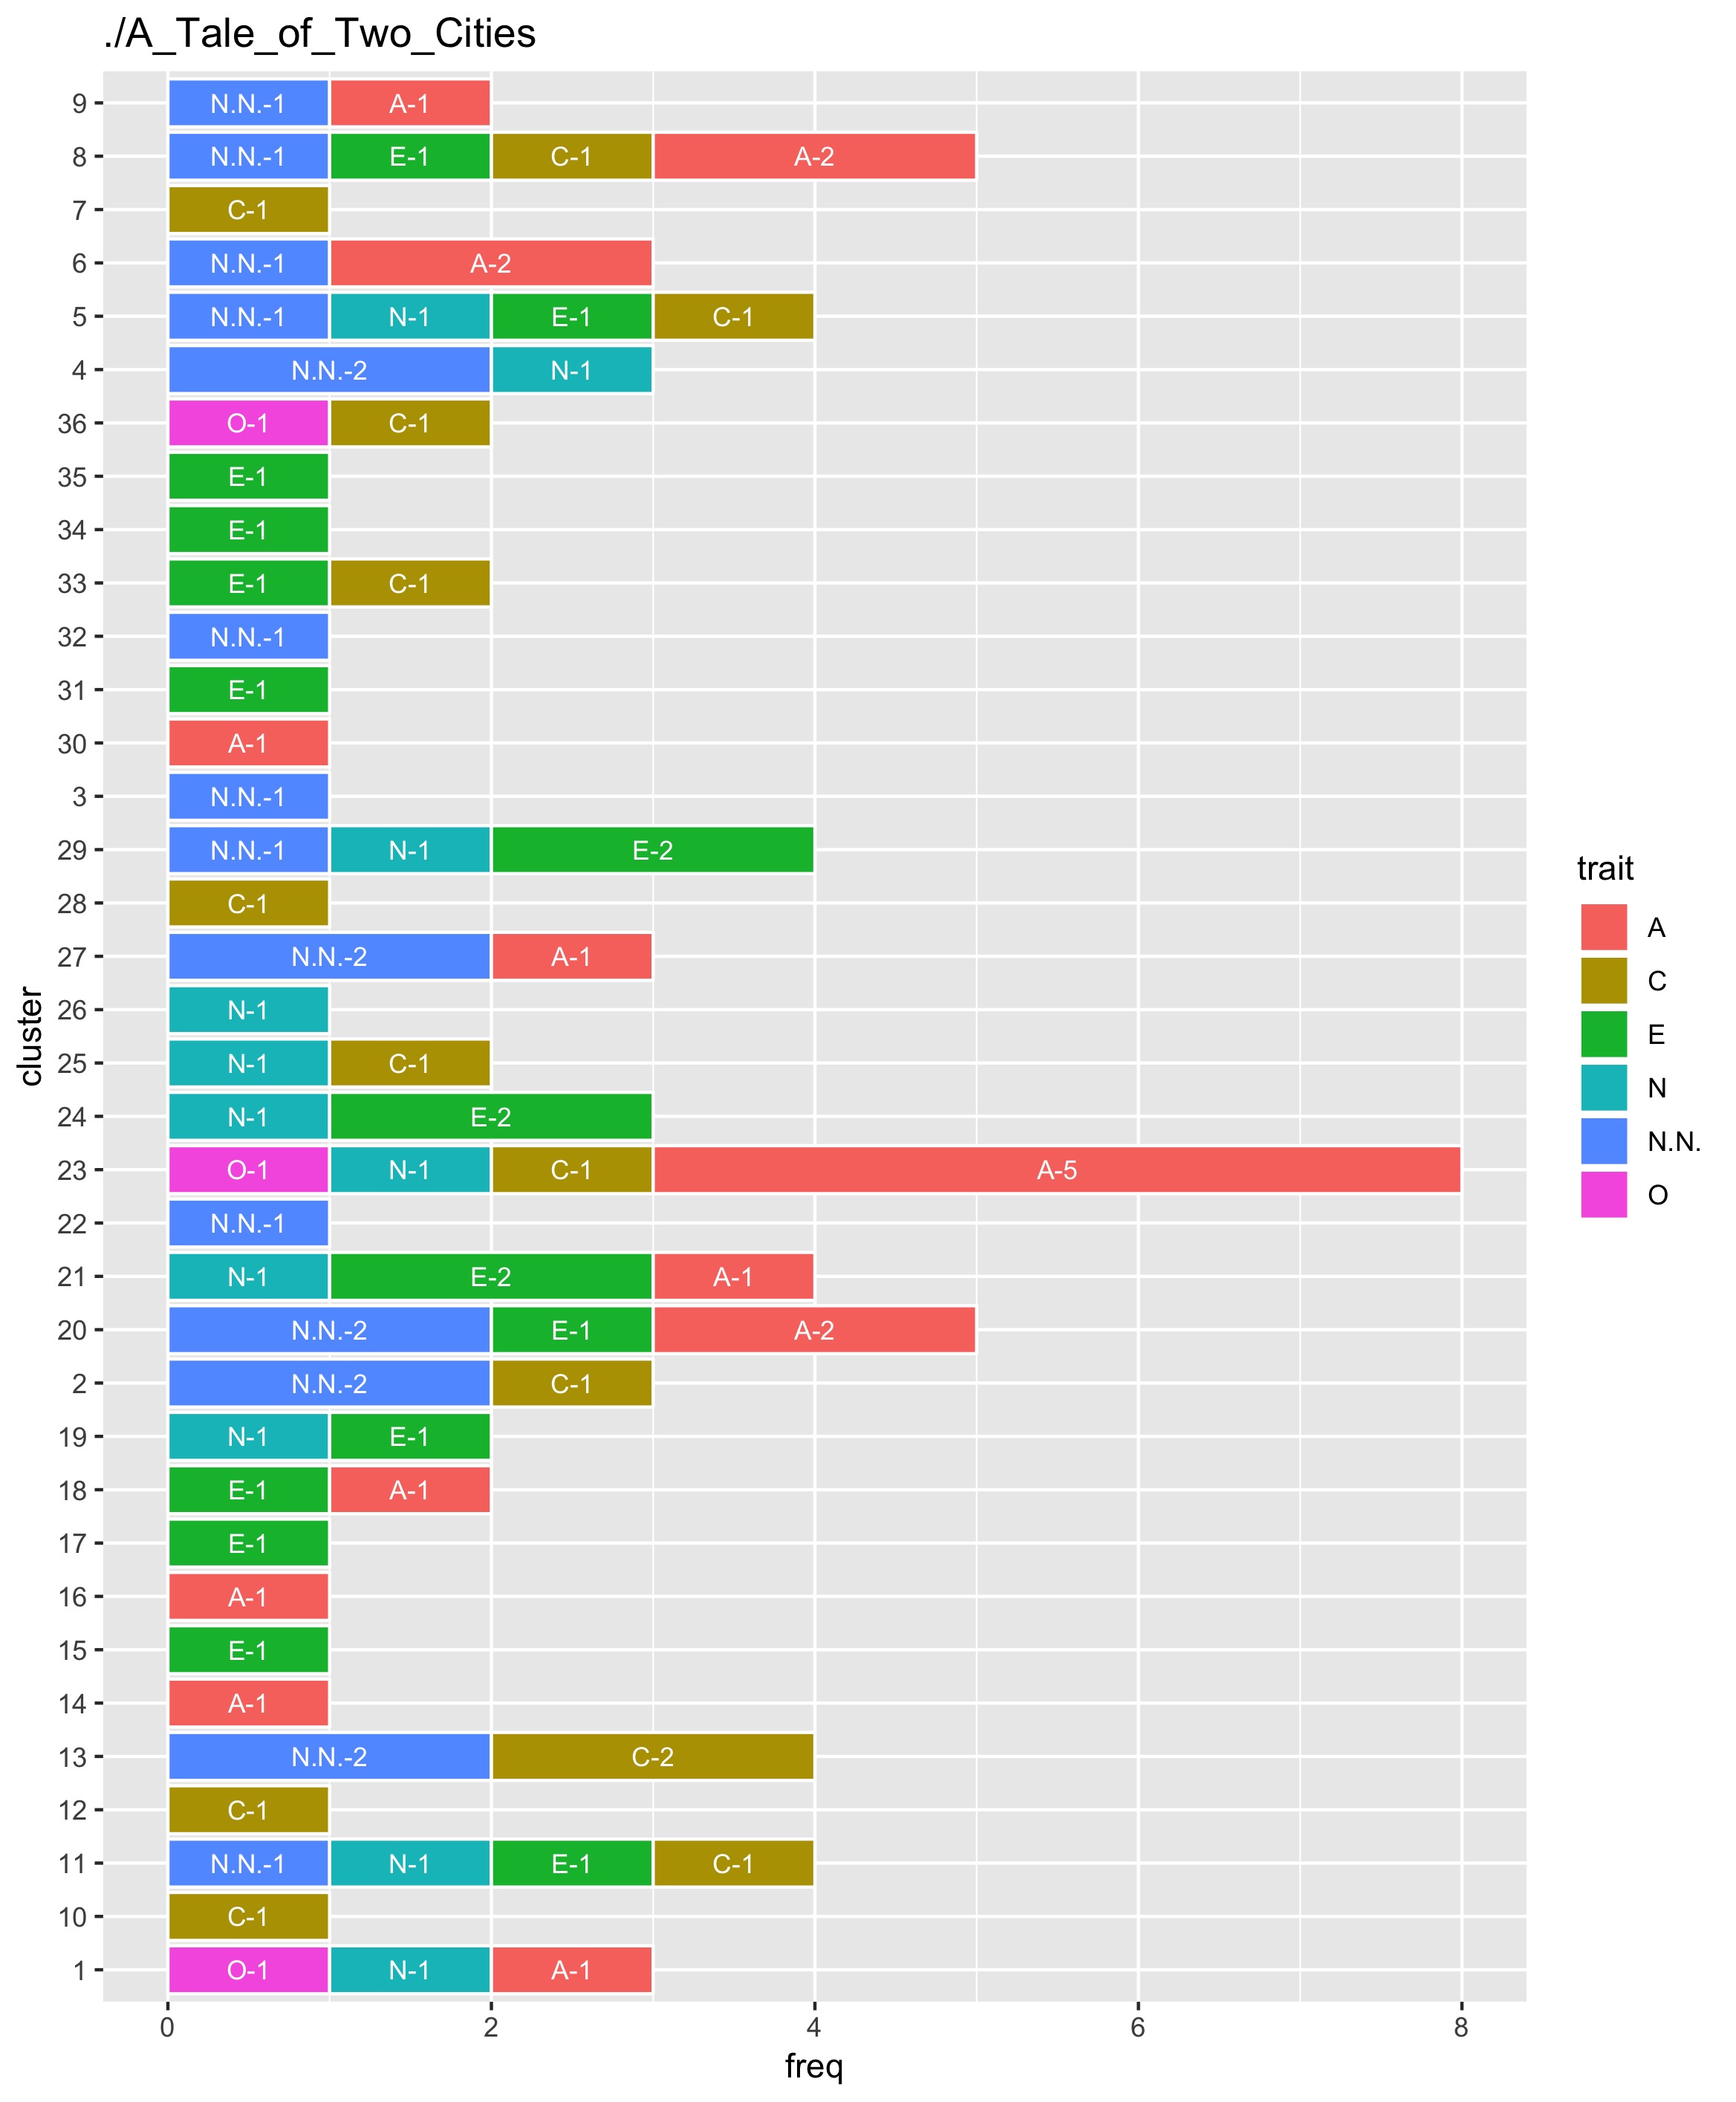 ./A_Tale_of_Two_Cities
9 N.N.-1 A-1
8 N.N.-1 E-1 C-1 A-2
7 C-1
6 N.N.-1 A-2
5 N.N.-1 N-1 E-1 C-1
4 N.N.-2 N-1
36 O-1 C-1
35 E-1
34 E-1
33 E-1 C-1
32 N.N.-1
31 E-1
30 A-1
3 N.N.-1
29 N.N.-1 N-1 E-2
28 C-1
27 N.N.-2 A-1
26 N-1
25 N-1 C-1
24 N-1 E-2
23 O-1 N-1 C-1 A-5
22 N.N.-1
21 N-1 E-2 A-1
20 N.N.-2 E-1 A-2
2 N.N.-2 C-1
19 N-1 E-1
18 E-1 A-1
17 E-1
16 A-1
15 E-1
14 A-1
13 N.N.-2 C-2
12 C-1
11 N.N.-1 N-1 E-1 C-1
10 C-1
1 O-1 N-1 A-1
0 2 4 6 8
freq
cluster
trait
A
C
E
N
N.N.
O